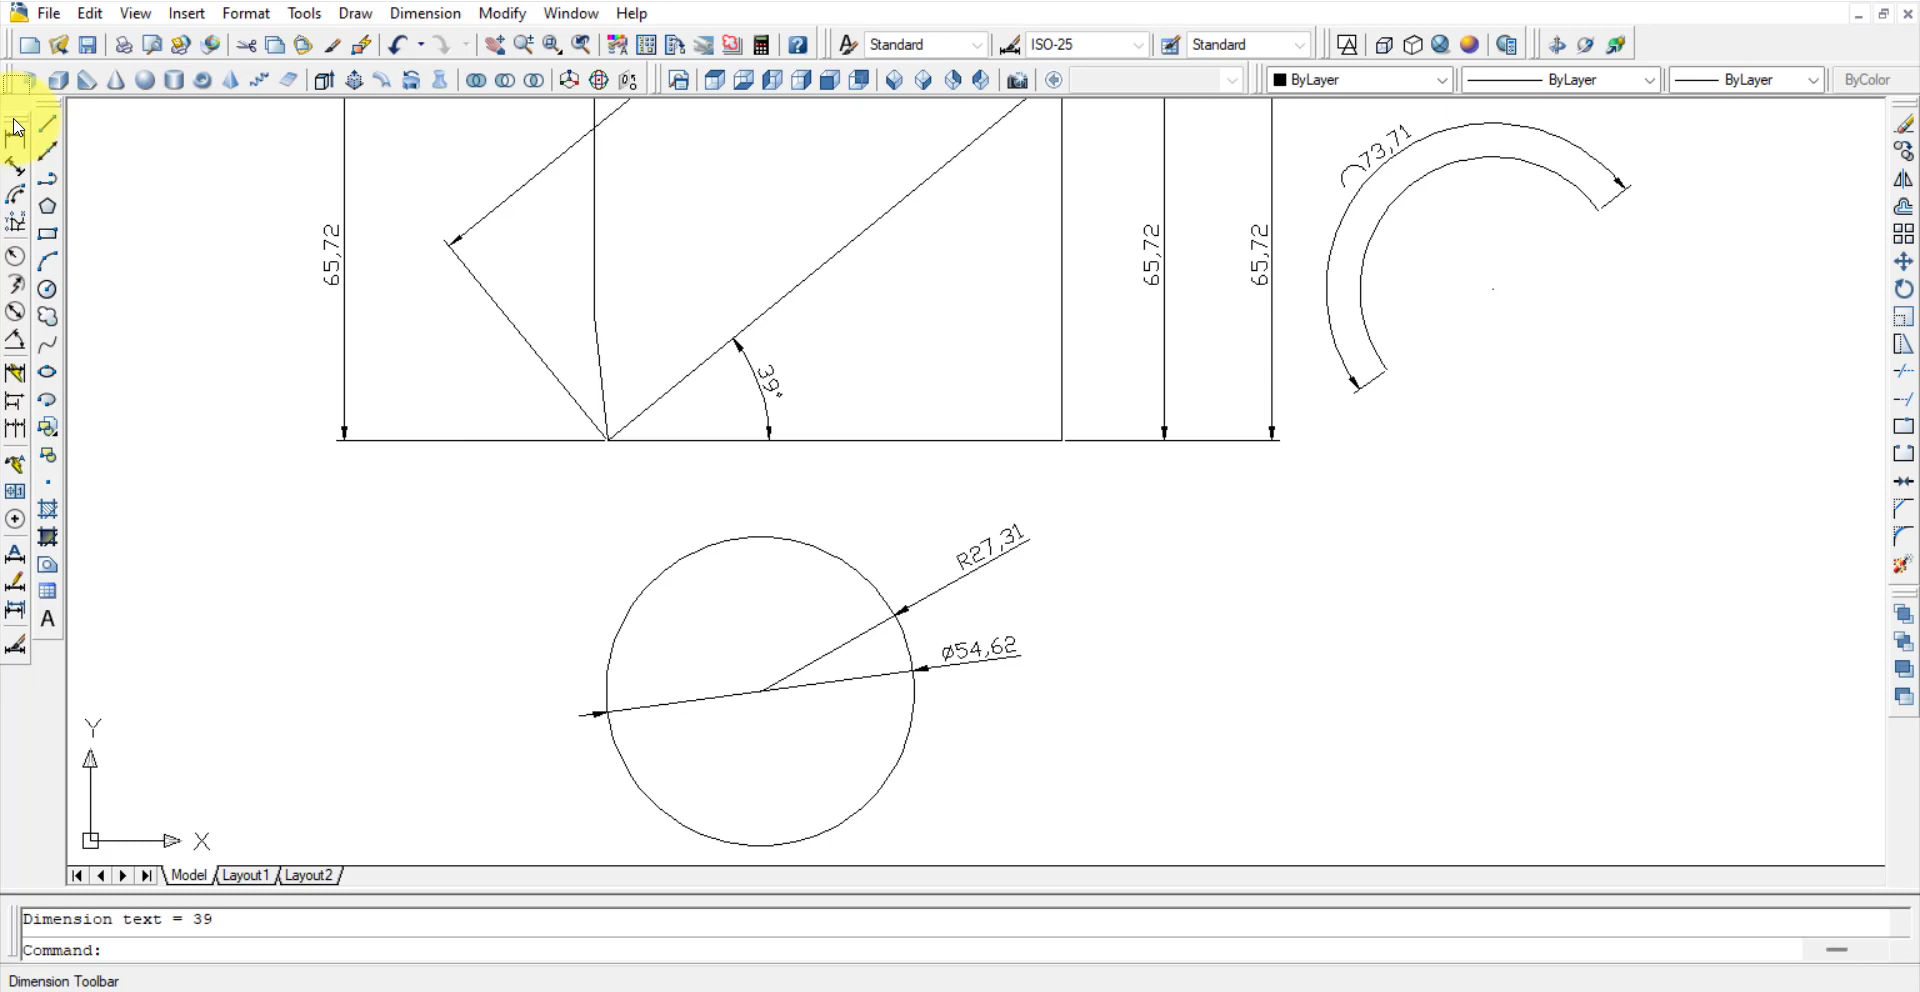 File Edit View Insert Format Tools Draw Dimension Modify Window Help
Standard ISO-25 Standard
ByLayer ByLayer ByLayer ByColor
73,71
65,72
65,72
65,72
39°
R27,31
ø54,62
Y
X
Model Layout1 Layout2
Dimension text = 39
Command:
Dimension Toolbar
A